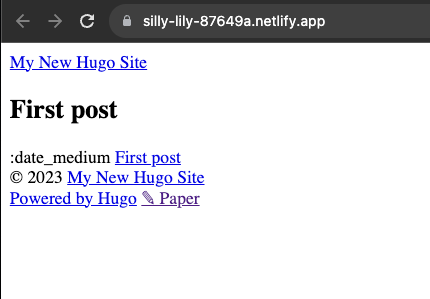 silly-lily-87649a.netlify.app
My New Hugo Site
First post
:date_medium First post
© 2023 My New Hugo Site
Powered by Hugo ✎ Paper